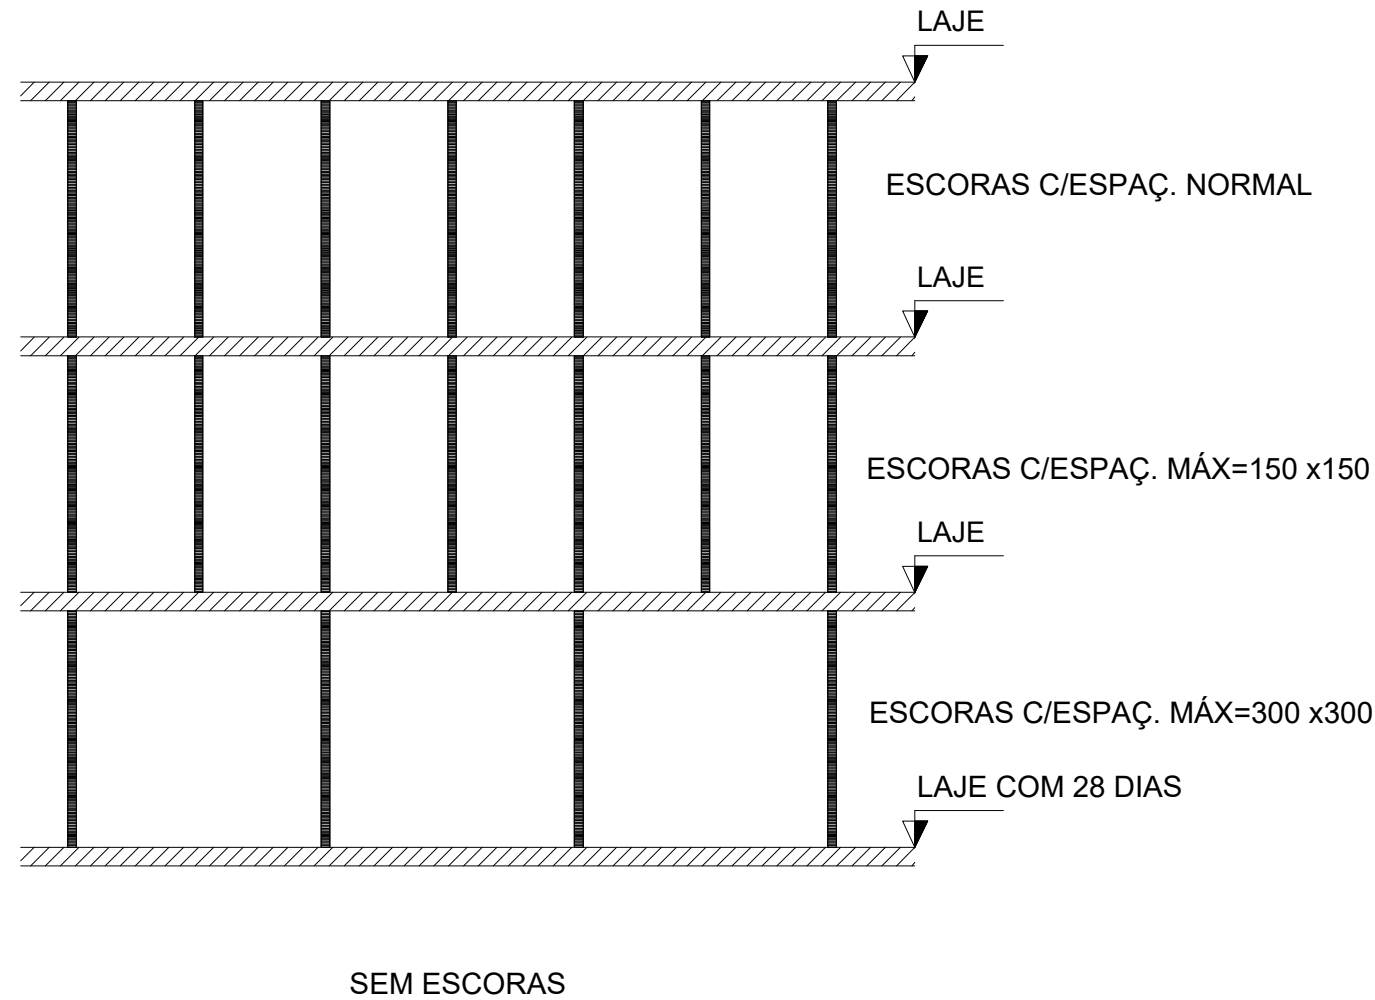 LAJE
ESCORAS C/ESPAÇ. NORMAL
LAJE
ESCORAS C/ESPAÇ. MÁX=150 x150
LAJE
ESCORAS C/ESPAÇ. MÁX=300 x300
LAJE COM 28 DIAS
SEM ESCORAS